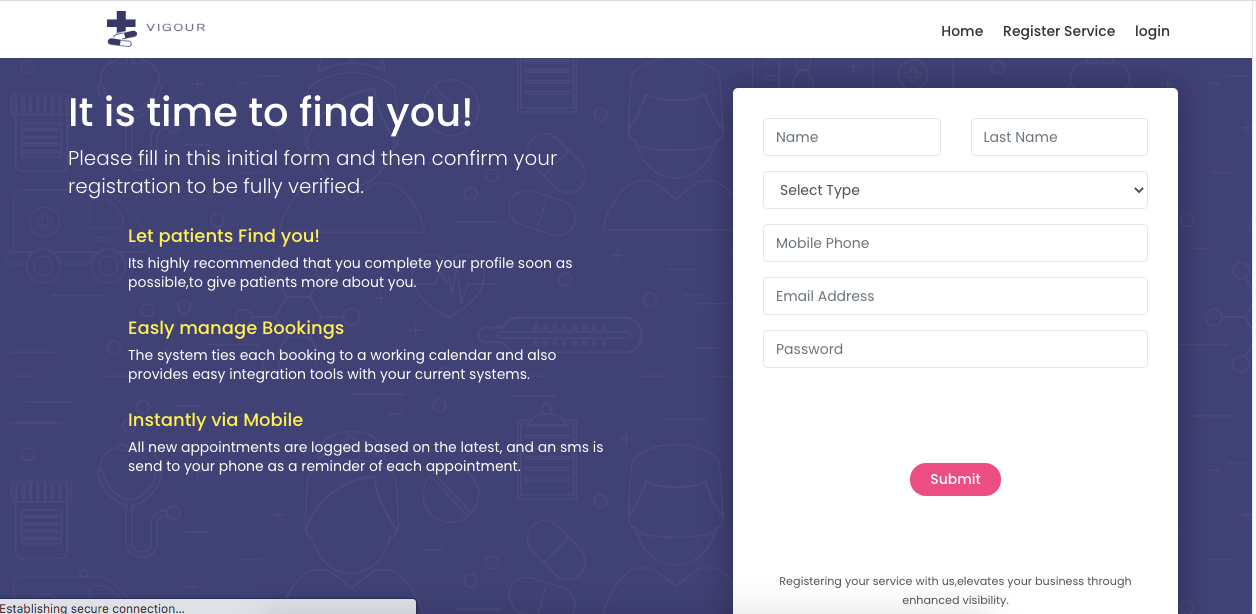 VIGOUR
Home Register Service login
It is time to find you!
Please fill in this initial form and then confirm your
registration to be fully verified.
Let patients Find you!
Its highly recommended that you complete your profile soon as
possible,to give patients more about you.
Easly manage Bookings
The system ties each booking to a working calendar and also
provides easy integration tools with your current systems.
Instantly via Mobile
All new appointments are logged based on the latest, and an sms is
send to your phone as a reminder of each appointment.
Name Last Name
Select Type
Mobile Phone
Email Address
Password
Submit
Registering your service with us,elevates your business through
enhanced visibility.
Establishing secure connection...